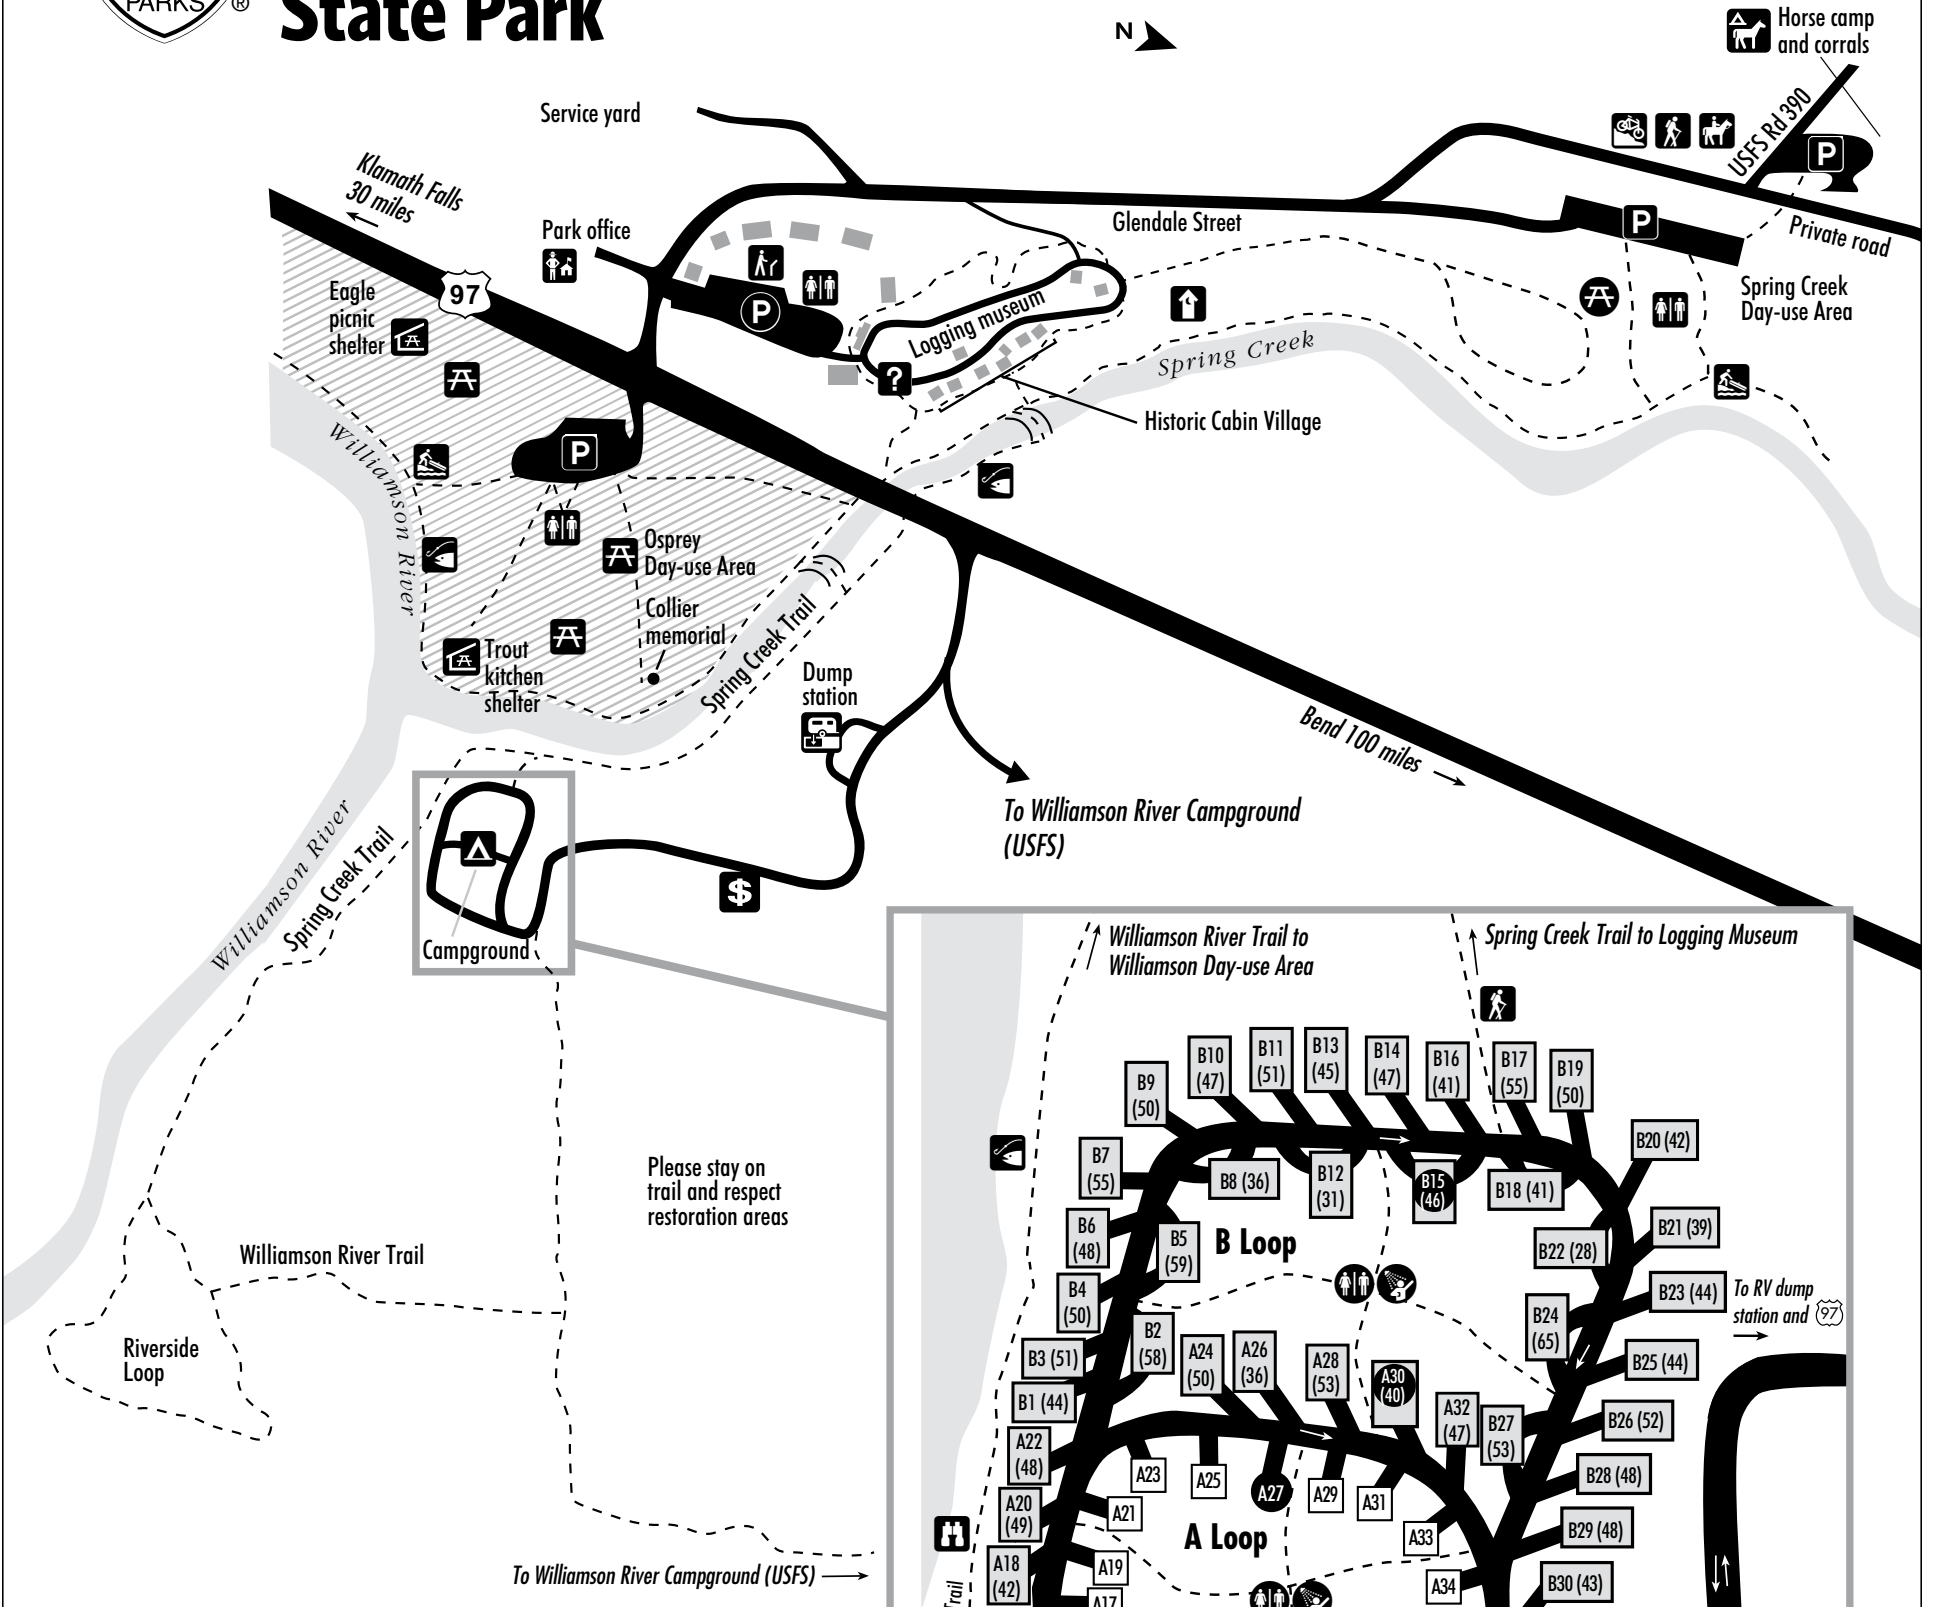 PARKS ®
State Park
N
Horse camp
and corrals
Service yard
USFS Rd 390
P
Klamath Falls
30 miles
Park office
Glendale Street
P
Private road
97
Eagle
picnic
shelter
P
Logging museum
Spring Creek
Day-use Area
?
Spring Creek
Historic Cabin Village
P
Williamson River
Osprey
Day-use Area
Collier
memorial
Trout
kitchen
shelter
Spring Creek Trail
Dump
station
Bend 100 miles
To Williamson River Campground
(USFS)
Williamson River
Spring Creek Trail
$
Campground
Williamson River Trail to
Williamson Day-use Area
Spring Creek Trail to Logging Museum
Please stay on
trail and respect
restoration areas
Williamson River Trail
Riverside
Loop
To Williamson River Campground (USFS)
B9
(50)
B10
(47)
B11
(51)
B13
(45)
B14
(47)
B16
(41)
B17
(55)
B19
(50)
B20 (42)
B7
(55)
B8 (36)
B12
(31)
B15
(46)
B18 (41)
B6
(48)
B5
(59)
B Loop
B22 (28)
B21 (39)
B4
(50)
B23 (44)
To RV dump
station and 97
B2
(58)
B24
(65)
B3 (51)
A24
(50)
A26
(36)
A28
(53)
A30
(40)
B25 (44)
B1 (44)
A32
(47)
B27
(53)
B26 (52)
A22
(48)
A23
A25
A27
A29
A31
B28 (48)
A20
(49)
A21
A Loop
A33
B29 (48)
A18
(42)
A19
A34
B30 (43)
A17
Trail